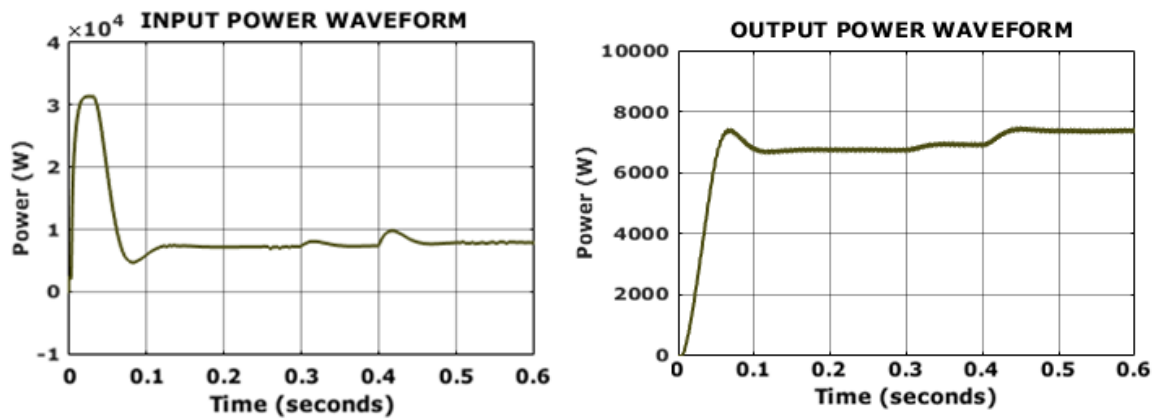 ×10⁴ INPUT POWER WAVEFORM
4
3
2
1
0
-1
Power (W)
0 0.1 0.2 0.3 0.4 0.5 0.6
Time (seconds)
OUTPUT POWER WAVEFORM
10000
8000
6000
4000
2000
0
Power (W)
0 0.1 0.2 0.3 0.4 0.5 0.6
Time (seconds)